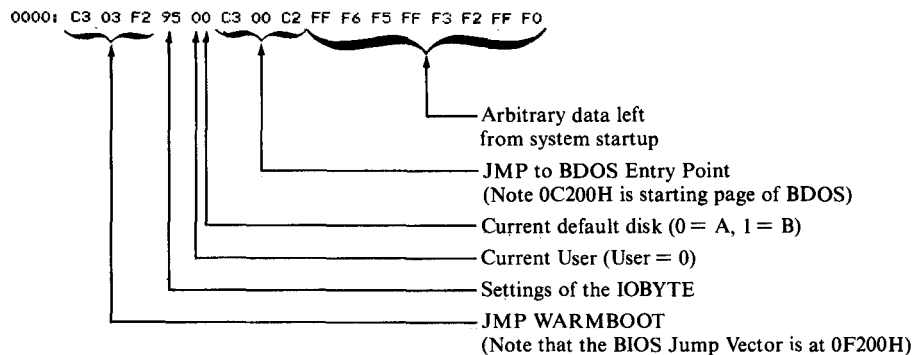 0000: C3 03 F2 95 00 C3 00 C2 FF F6 F5 FF F3 F2 FF F0
Arbitrary data left
from system startup
JMP to BDOS Entry Point
(Note 0C200H is starting page of BDOS)
Current default disk (0 = A, 1 = B)
Current User (User = 0)
Settings of the IOBYTE
JMP WARMBOOT
(Note that the BIOS Jump Vector is at 0F200H)